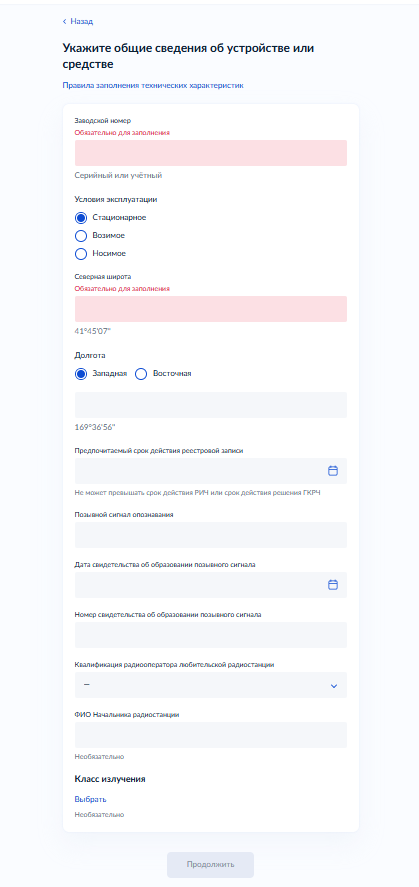 Назад
Укажите общие сведения об устройстве или
средстве
Правила заполнения технических характеристик
Заводской номер
Обязательно для заполнения
Серийный или учётный
Условия эксплуатации
Стационарное
Возимое
Носимое
Северная широта
Обязательно для заполнения
41°45'07"
Долгота
Западная Восточная
169°36'56"
Предпочитаемый срок действия реестровой записи
Не может превышать срок действия РИЧ или срок действия решения ГКРЧ
Позывной сигнал опознавания
Дата свидетельства об образовании позывного сигнала
Номер свидетельства об образовании позывного сигнала
Квалификация радиооператора любительской радиостанции
—
ФИО Начальника радиостанции
Необязательно
Класс излучения
Выбрать
Необязательно
Продолжить